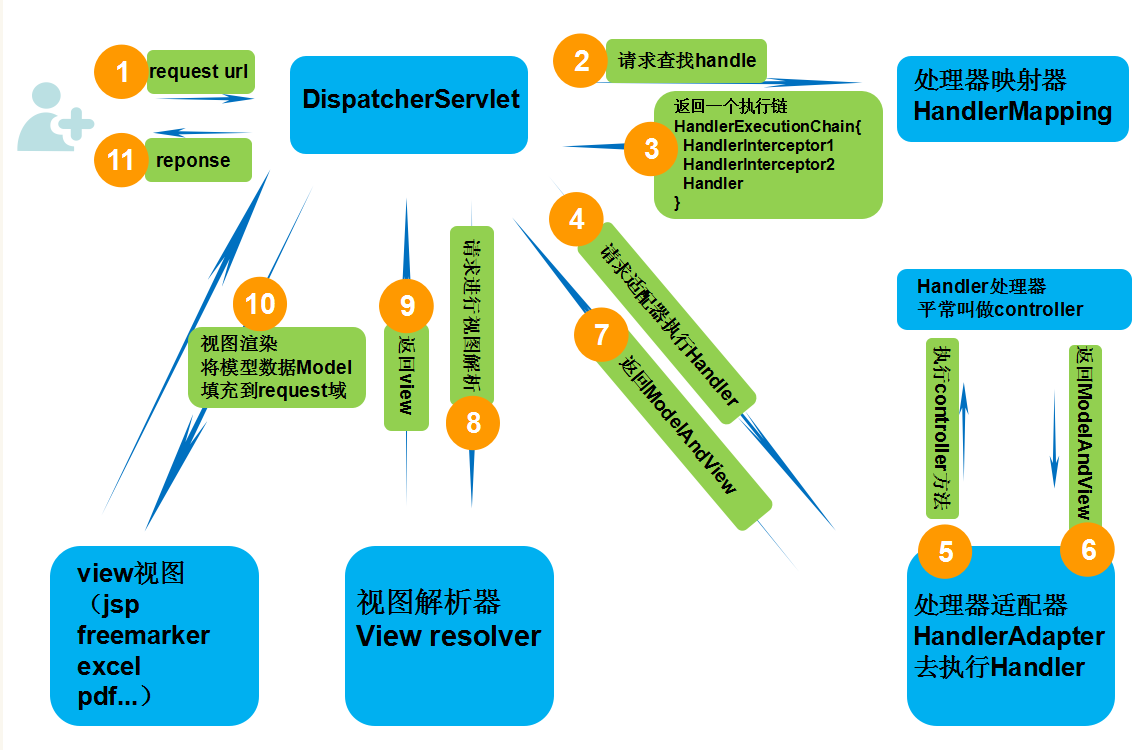 1
request url
11
reponse
DispatcherServlet
2
请求查找handle
3
返回一个执行链
HandlerExecutionChain{
HandlerInterceptor1
HandlerInterceptor2
Handler
}
处理器映射器
HandlerMapping
4
请求适配器执行Handler
7
返回ModelAndView
Handler处理器
平常叫做controller
10
视图渲染
将模型数据Model
填充到request域
9
返回view
请求进行视图解析
8
执行controller方法
5
返回ModelAndView
6
view视图
（jsp
freemarker
excel
pdf...）
视图解析器
View resolver
处理器适配器
HandlerAdapter
去执行Handler